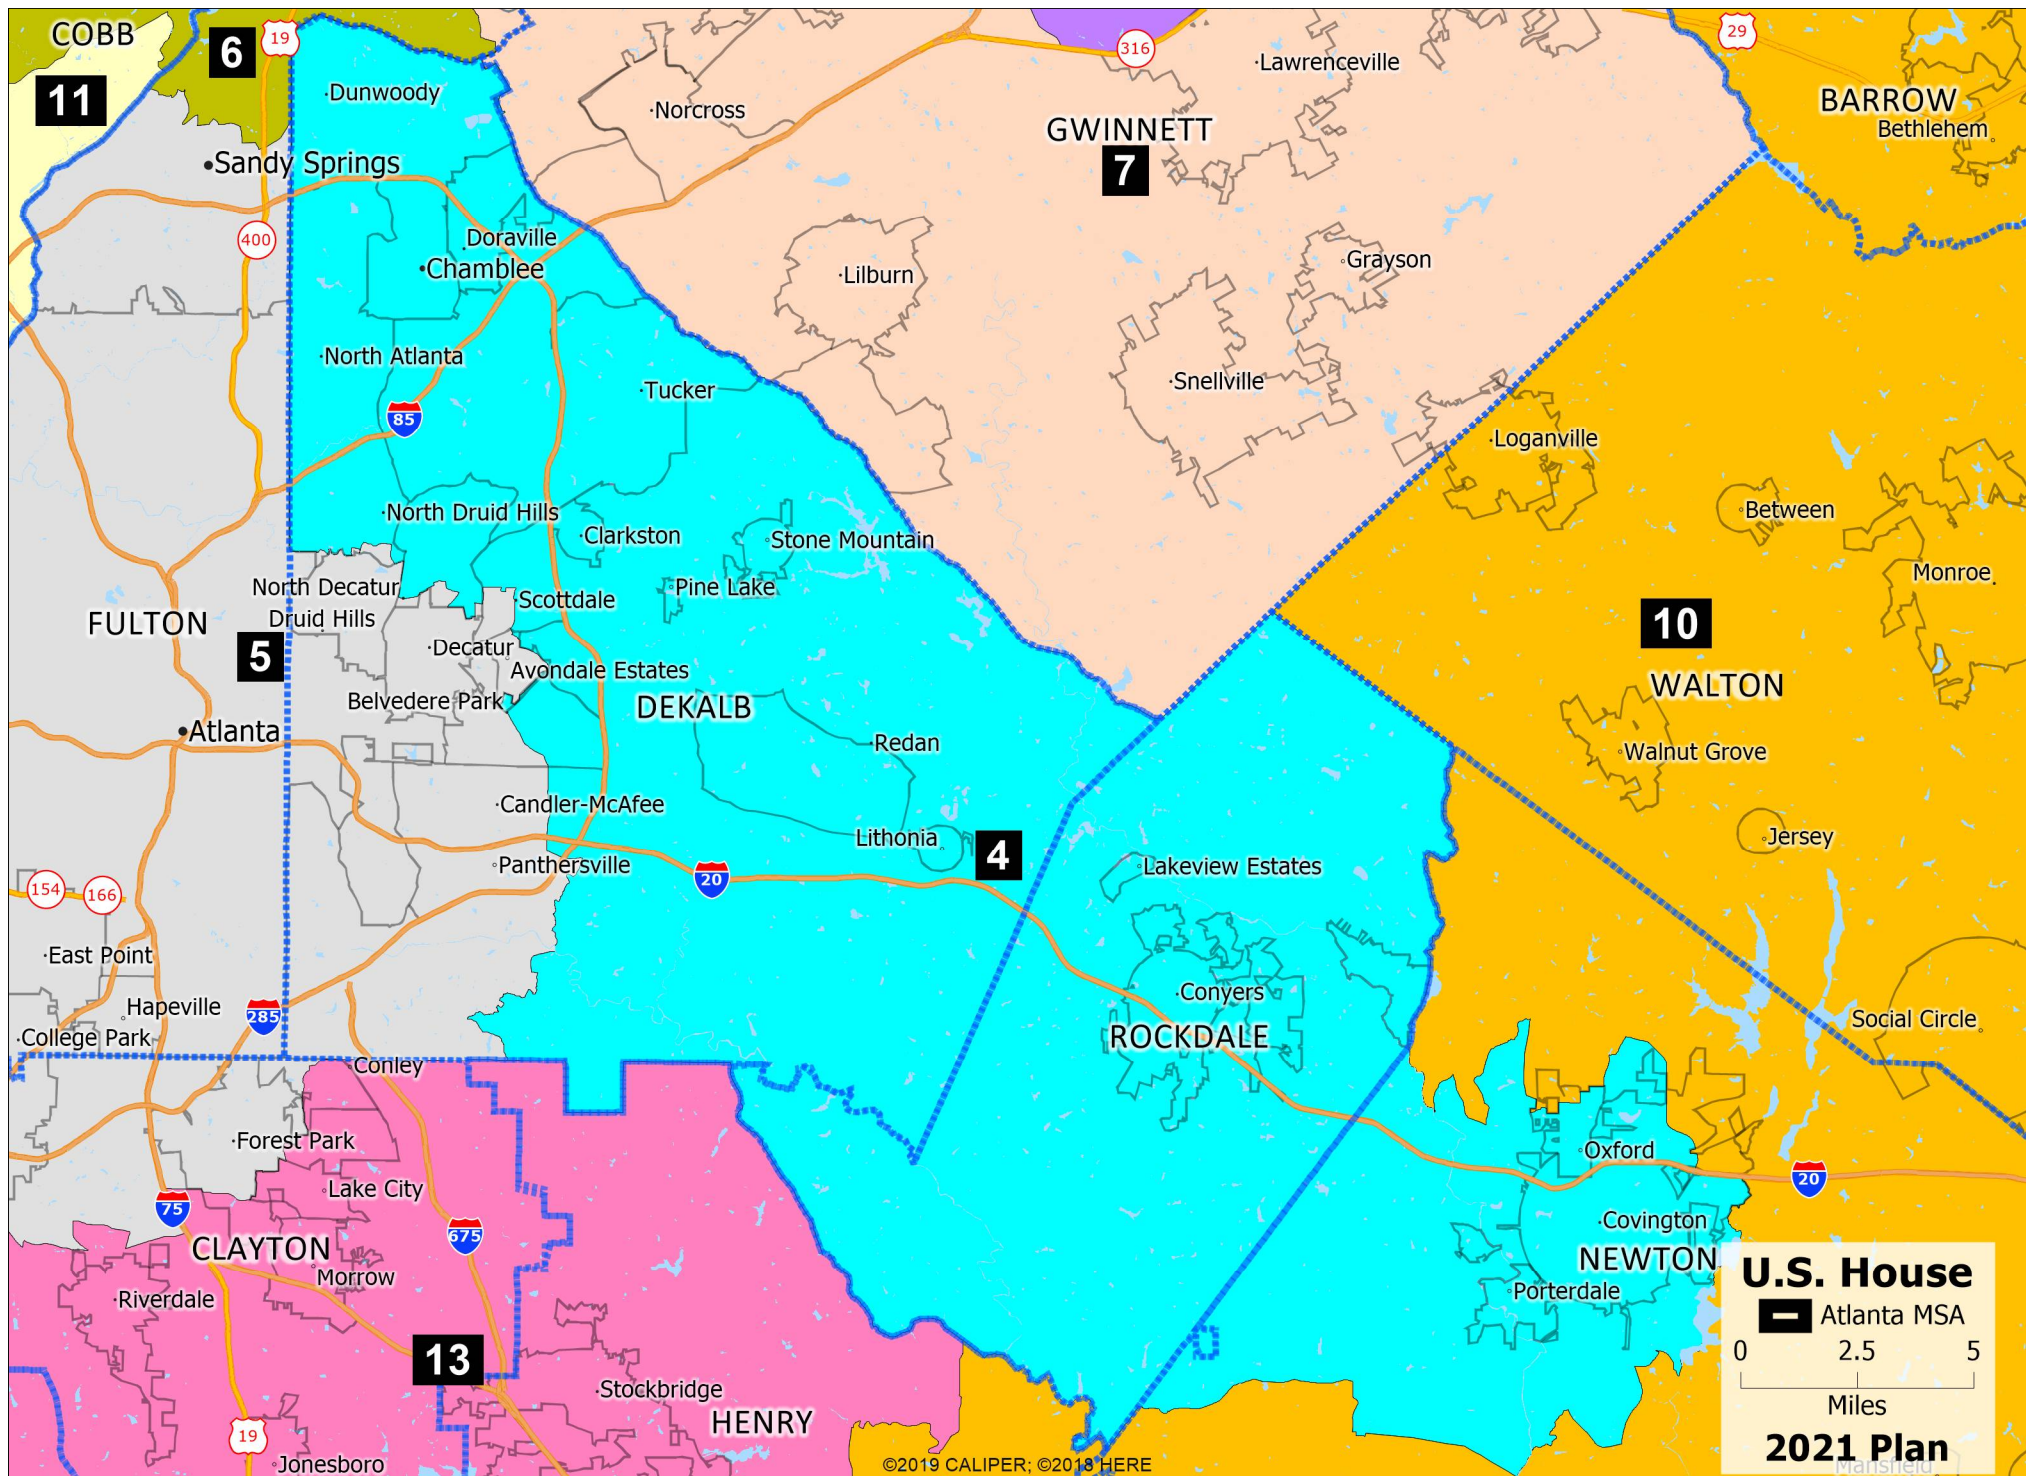 COBB
6
19
11
Dunwoody
316
Lawrenceville
29
BARROW
Bethlehem
Norcross
GWINNETT
7
Sandy Springs
400
Doraville
Chamblee
Lilburn
Grayson
North Atlanta
Tucker
Snellville
85
Loganville
North Druid Hills
Clarkston
Stone Mountain
Between
Monroe
North Decatur
Druid Hills
Scottdale
Pine Lake
FULTON
5
Decatur
Avondale Estates
Belvedere Park
DEKALB
10
WALTON
Atlanta
Redan
Walnut Grove
Candler-McAfee
Lithonia
4
Jersey
Panthersville
20
Lakeview Estates
154
166
East Point
Hapeville
College Park
285
Conyers
ROCKDALE
Social Circle
Conley
Forest Park
Lake City
Oxford
20
75
675
CLAYTON
Morrow
Riverdale
Covington
NEWTON
Porterdale
13
Stockbridge
HENRY
19
Jonesboro
U.S. House
Atlanta MSA
0 2.5 5
Miles
2021 Plan
Mansfield
©2019 CALIPER; ©2018 HERE